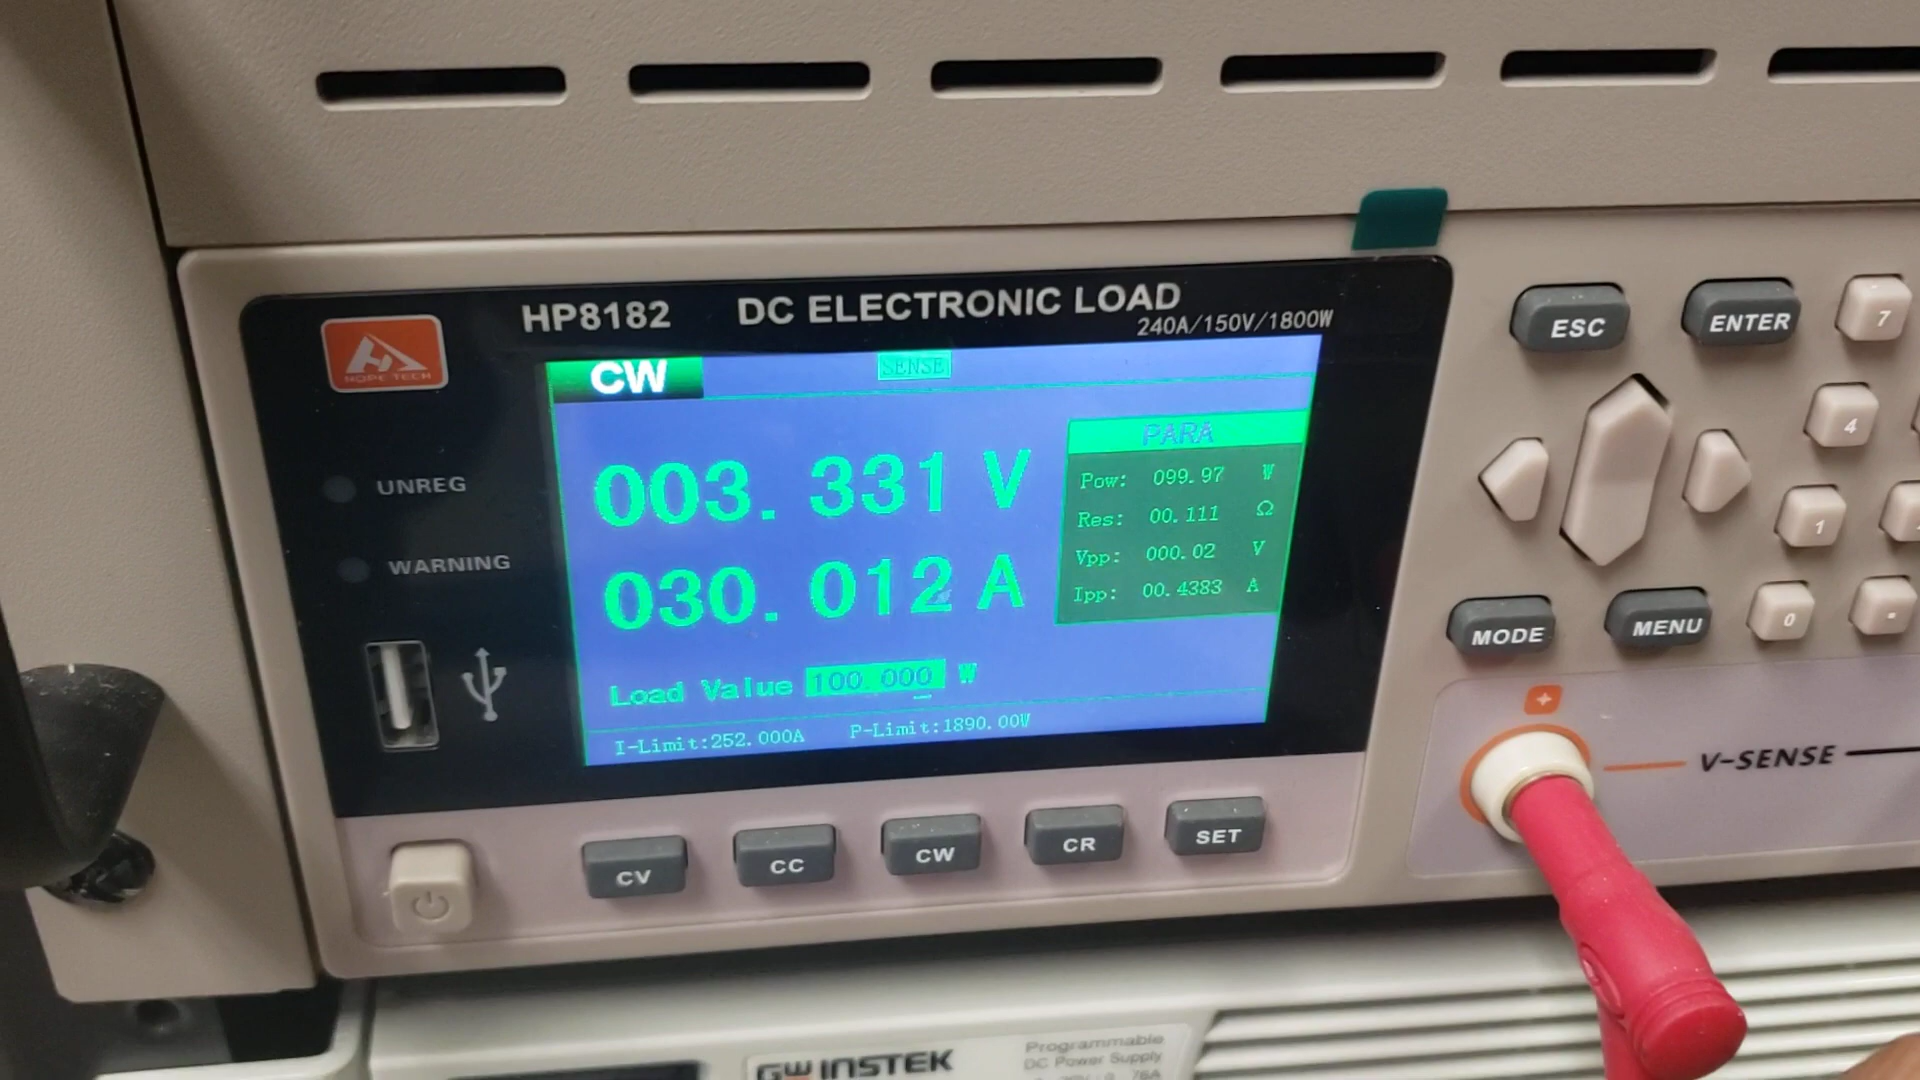 HP8182 DC ELECTRONIC LOAD
240A/150V/1800W
HOPE TECH
CW SENSE
003.331 V
030.012 A
PARA
Pow: 099.97 W
Res: 00.111 Ω
Vpp: 000.02 V
Ipp: 00.4383 A
Load Value 100.000 W
I-Limit:252.000A P-Limit:1890.00W
UNREG
WARNING
CV CC CW CR SET
ESC ENTER 7
4
1
MODE MENU 0 .
+
V-SENSE
GW INSTEK
Programmable
DC Power Supply